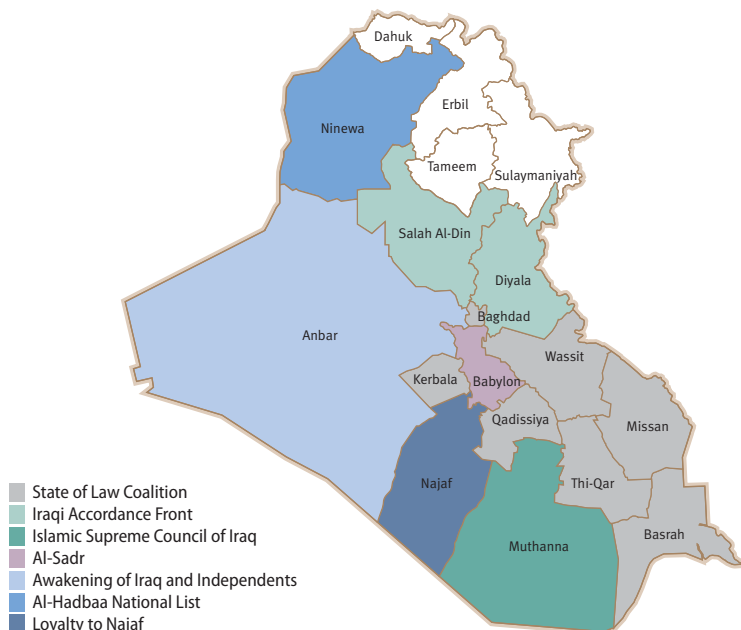 Dahuk
Erbil
Ninewa
Tameem
Sulaymaniyah
Salah Al-Din
Diyala
Baghdad
Anbar
Wassit
Kerbala
Babylon
Qadissiya
Missan
Najaf
Thi-Qar
Basrah
Muthanna
State of Law Coalition
Iraqi Accordance Front
Islamic Supreme Council of Iraq
Al-Sadr
Awakening of Iraq and Independents
Al-Hadbaa National List
Loyalty to Najaf